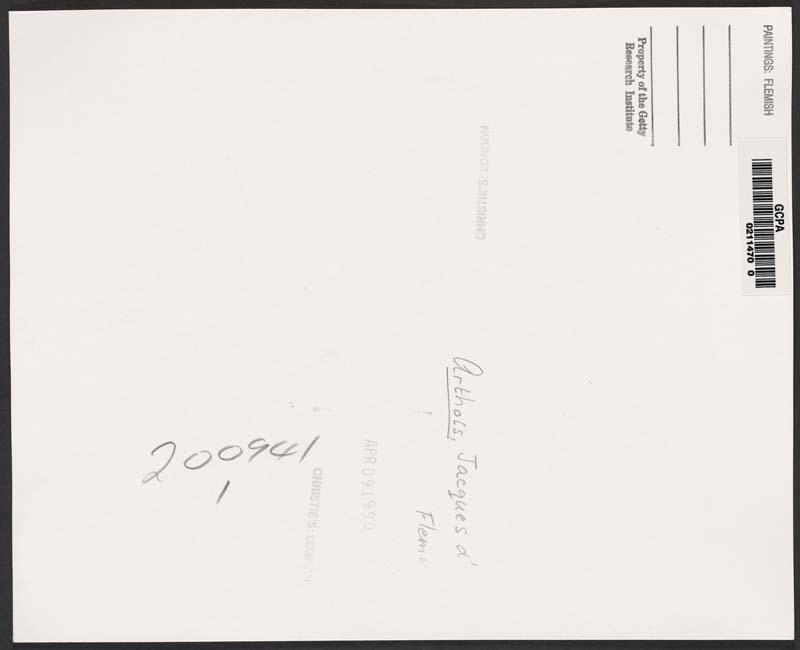 PAINTINGS: FLEMISH
Property of the Getty
Research Institute
GCPA
0211470 0
CHRISTIE'S: LONDON
Arthois, Jacques d'
Flem.
APR 09 1990
CHRISTIE'S: LONDON
200941
1